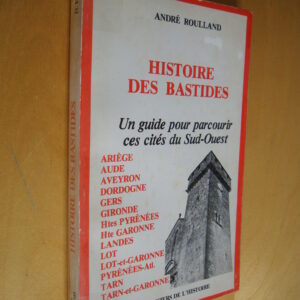 ANDRÉ ROULLAND
HISTOIRE
DES BASTIDES
Un guide pour parcourir
ces cités du Sud-Ouest
ARIÈGE
AUDE
AVEYRON
DORDOGNE
GERS
GIRONDE
Htes PYRÉNÉES
Hte GARONNE
LANDES
LOT
LOT-et-GARONNE
PYRÉNÉES-Atl.
TARN
TARN-et-GARONNE
DE L'HISTOIRE
HISTOIRE DES BASTIDES